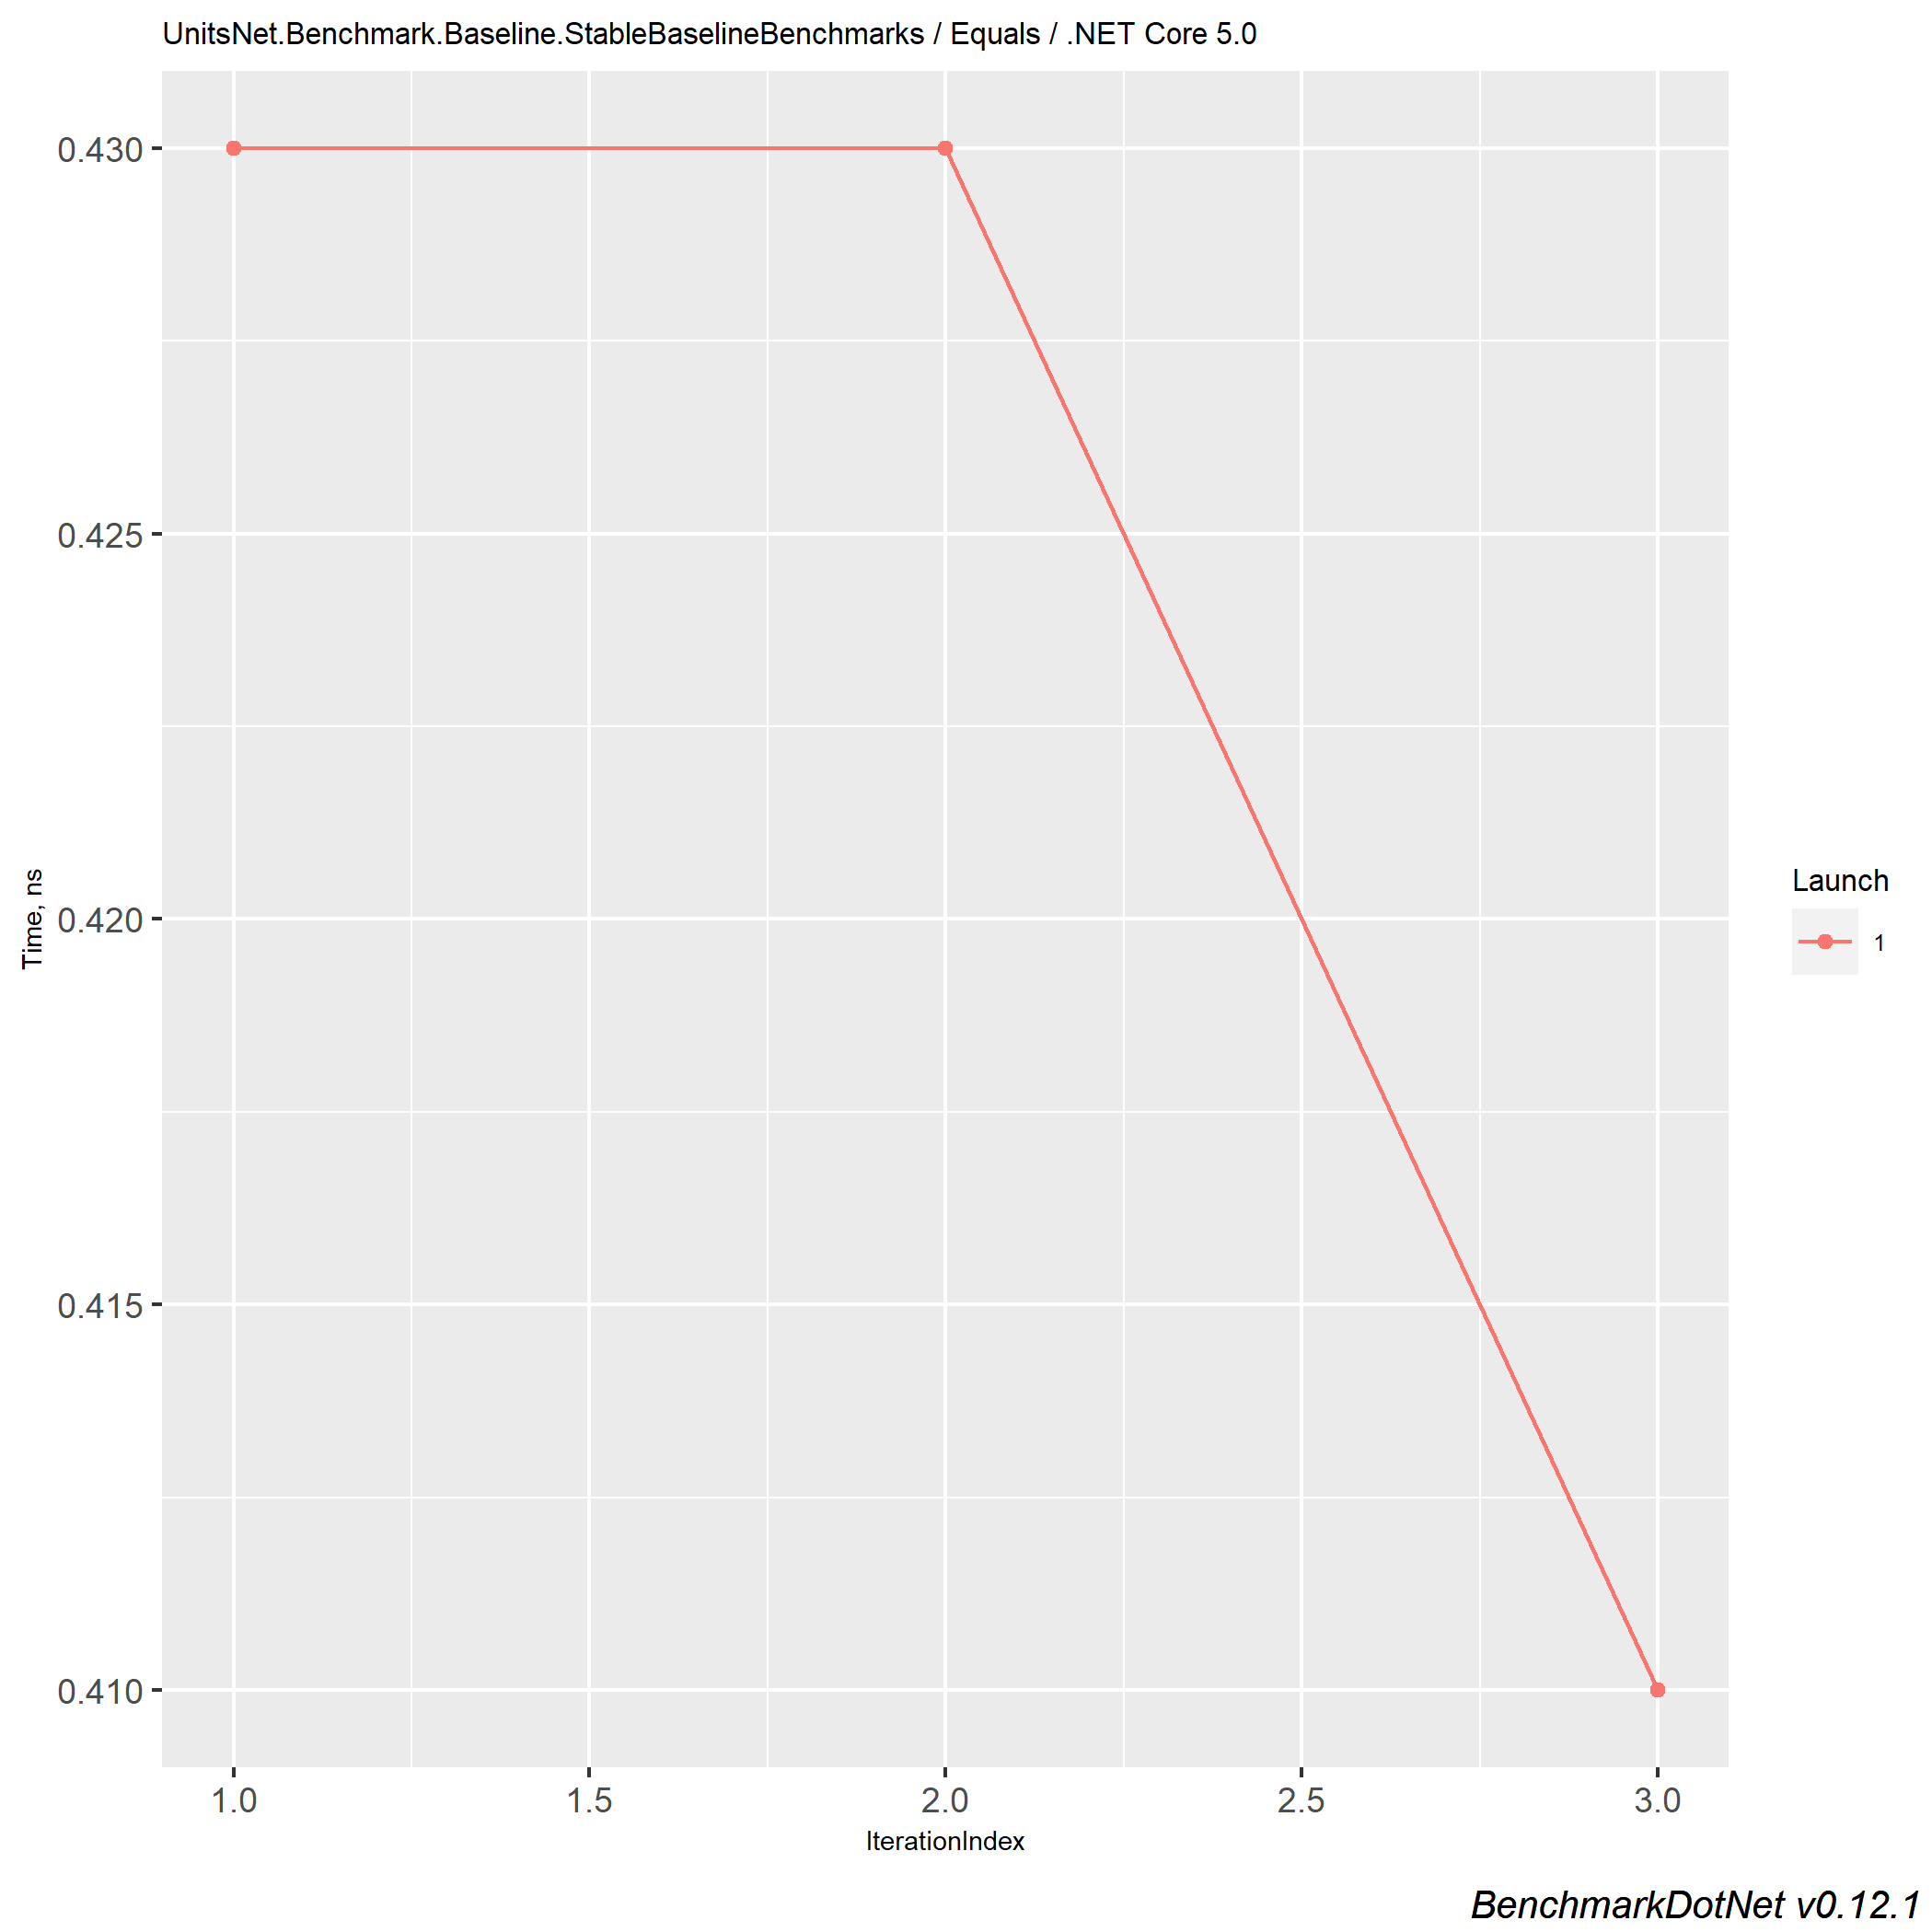 UnitsNet.Benchmark.Baseline.StableBaselineBenchmarks / Equals / .NET Core 5.0
0.430
0.425
0.420
0.415
0.410
Time, ns
1.0 1.5 2.0 2.5 3.0
IterationIndex
Launch
1
BenchmarkDotNet v0.12.1